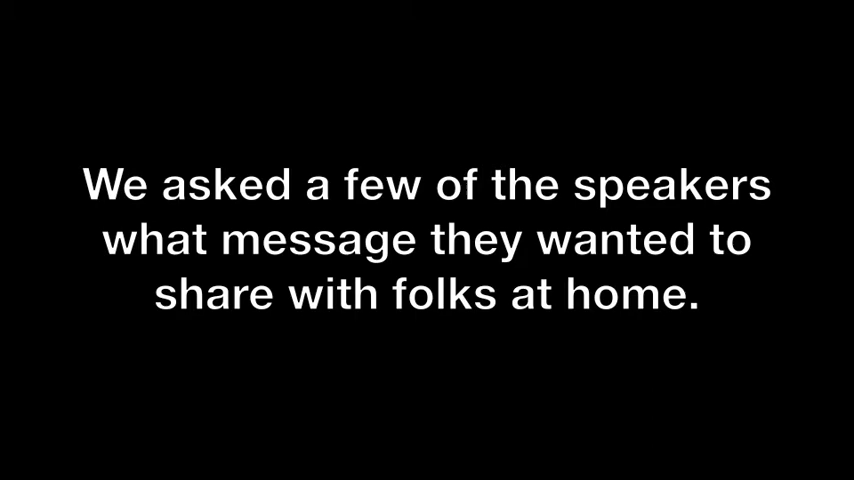 We asked a few of the speakers
what message they wanted to
share with folks at home.